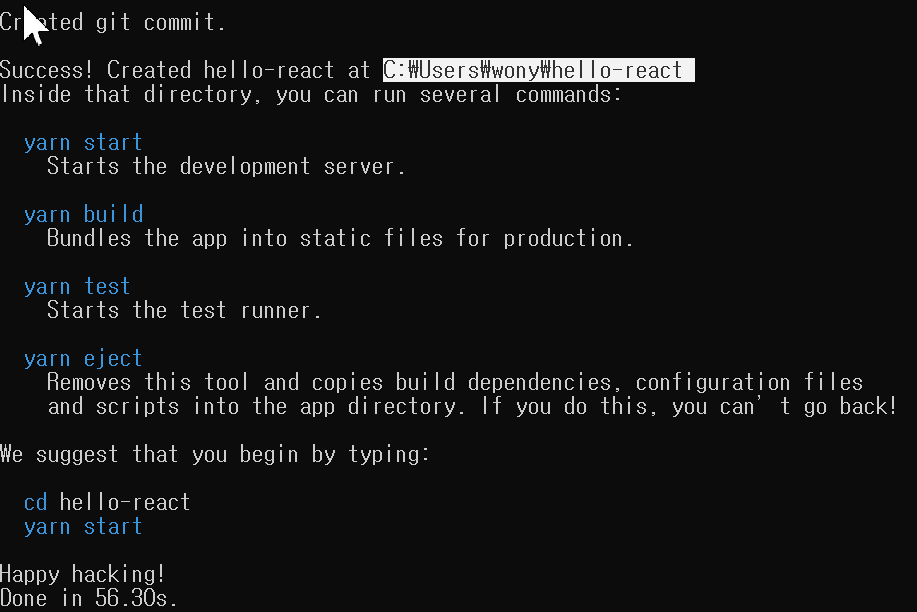 Created git commit.
Success! Created hello-react at C:₩Users₩wony₩hello-react
Inside that directory, you can run several commands:
yarn start
Starts the development server.
yarn build
Bundles the app into static files for production.
yarn test
Starts the test runner.
yarn eject
Removes this tool and copies build dependencies, configuration files
and scripts into the app directory. If you do this, you can’t go back!
We suggest that you begin by typing:
cd hello-react
yarn start
Happy hacking!
Done in 56.30s.